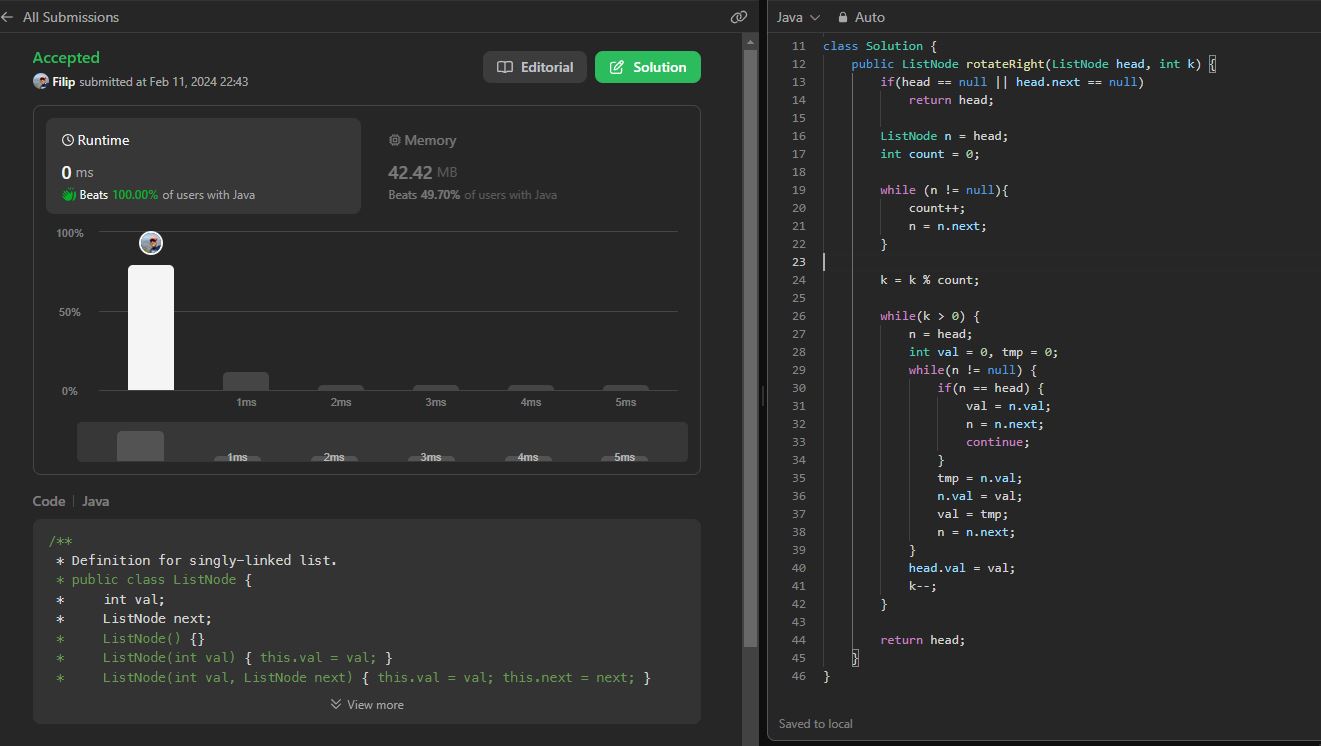 All Submissions
Accepted
Filip submitted at Feb 11, 2024 22:43
Editorial
Solution
Runtime
0 ms
Beats 100.00% of users with Java
Memory
42.42 MB
Beats 49.70% of users with Java
100%
50%
0%
1ms 2ms 3ms 4ms 5ms
1ms 2ms 3ms 4ms 5ms
Code | Java
/**
 * Definition for singly-linked list.
 * public class ListNode {
 *     int val;
 *     ListNode next;
 *     ListNode() {}
 *     ListNode(int val) { this.val = val; }
 *     ListNode(int val, ListNode next) { this.val = val; this.next = next; }
View more
Java Auto
11 class Solution {
12     public ListNode rotateRight(ListNode head, int k) {
13         if(head == null || head.next == null)
14             return head;
15
16         ListNode n = head;
17         int count = 0;
18
19         while (n != null){
20             count++;
21             n = n.next;
22         }
23
24         k = k % count;
25
26         while(k > 0) {
27             n = head;
28             int val = 0, tmp = 0;
29             while(n != null) {
30                 if(n == head) {
31                     val = n.val;
32                     n = n.next;
33                     continue;
34                 }
35                 tmp = n.val;
36                 n.val = val;
37                 val = tmp;
38                 n = n.next;
39             }
40             head.val = val;
41             k--;
42         }
43
44         return head;
45     }
46 }
Saved to local